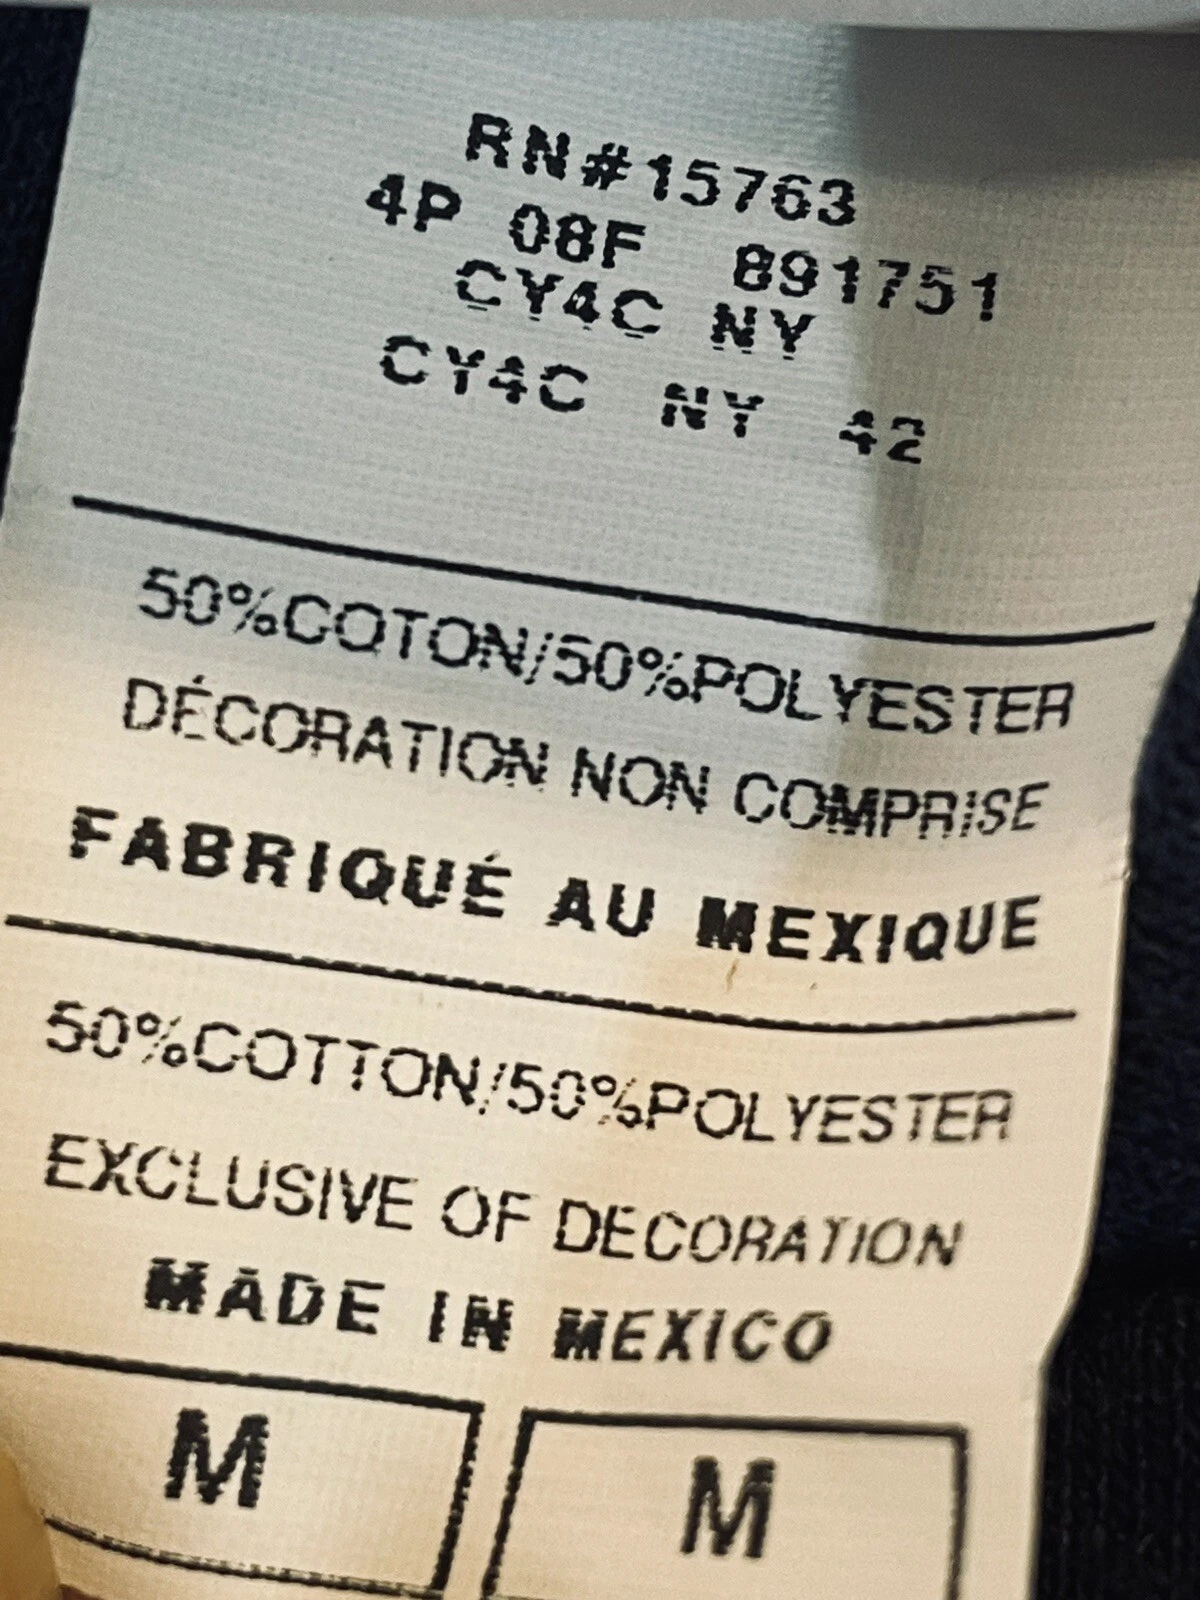 RN#15763
4P 08F 891751
CY4C NY
CY4C NY 42
50%COTON/50%POLYESTER
DÉCORATION NON COMPRISE
FABRIQUÉ AU MEXIQUE
50%COTTON/50%POLYESTER
EXCLUSIVE OF DECORATION
MADE IN MEXICO
M M